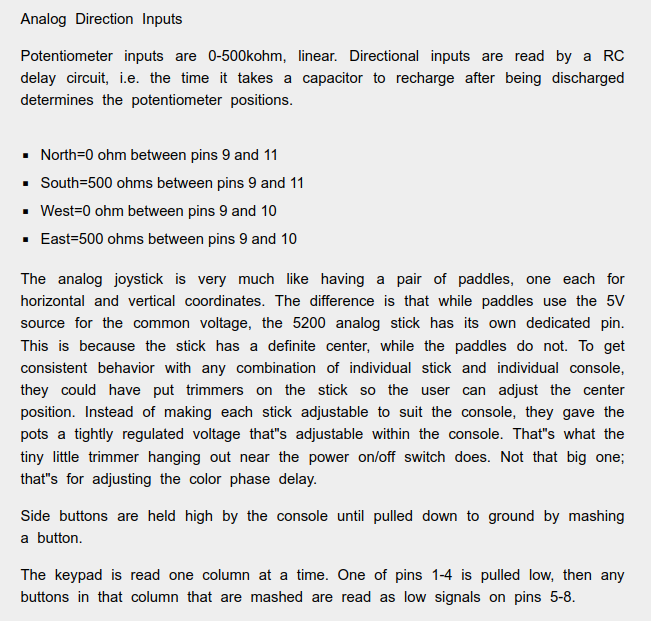 Analog Direction Inputs
Potentiometer inputs are 0-500kohm, linear. Directional inputs are read by a RC
delay circuit, i.e. the time it takes a capacitor to recharge after being discharged
determines the potentiometer positions.
▪ North=0 ohm between pins 9 and 11
▪ South=500 ohms between pins 9 and 11
▪ West=0 ohm between pins 9 and 10
▪ East=500 ohms between pins 9 and 10
The analog joystick is very much like having a pair of paddles, one each for
horizontal and vertical coordinates. The difference is that while paddles use the 5V
source for the common voltage, the 5200 analog stick has its own dedicated pin.
This is because the stick has a definite center, while the paddles do not. To get
consistent behavior with any combination of individual stick and individual console,
they could have put trimmers on the stick so the user can adjust the center
position. Instead of making each stick adjustable to suit the console, they gave the
pots a tightly regulated voltage that"s adjustable within the console. That"s what the
tiny little trimmer hanging out near the power on/off switch does. Not that big one;
that"s for adjusting the color phase delay.
Side buttons are held high by the console until pulled down to ground by mashing
a button.
The keypad is read one column at a time. One of pins 1-4 is pulled low, then any
buttons in that column that are mashed are read as low signals on pins 5-8.